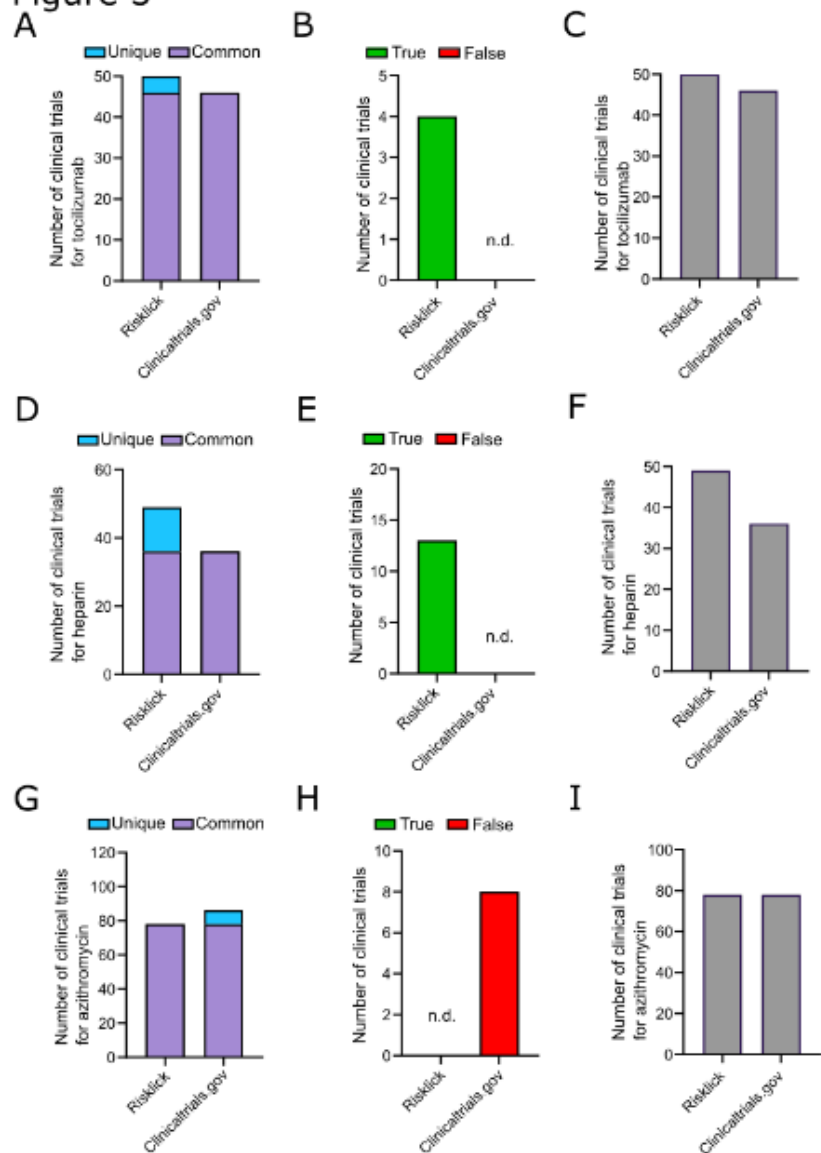 A
Unique Common
Number of clinical trials
for tocilizumab
50
40
30
20
10
0
Risklick
Clinicaltrials.gov
B
True False
Number of clinical trials
for tocilizumab
5
4
3
2
1
0
n.d.
Risklick
Clinicaltrials.gov
C
Number of clinical trials
for tocilizumab
50
40
30
20
10
0
Risklick
Clinicaltrials.gov
D
Unique Common
Number of clinical trials
for heparin
60
40
20
0
Risklick
Clinicaltrials.gov
E
True False
Number of clinical trials
for heparin
20
15
10
5
0
n.d.
Risklick
Clinicaltrials.gov
F
Number of clinical trials
for heparin
50
40
30
20
10
0
Risklick
Clinicaltrials.gov
G
Unique Common
Number of clinical trials
for azithromycin
120
100
80
60
40
20
0
Risklick
Clinicaltrials.gov
H
True False
Number of clinical trials
for azithromycin
8
6
4
2
0
n.d.
Risklick
Clinicaltrials.gov
I
Number of clinical trials
for azithromycin
100
80
60
40
20
0
Risklick
Clinicaltrials.gov